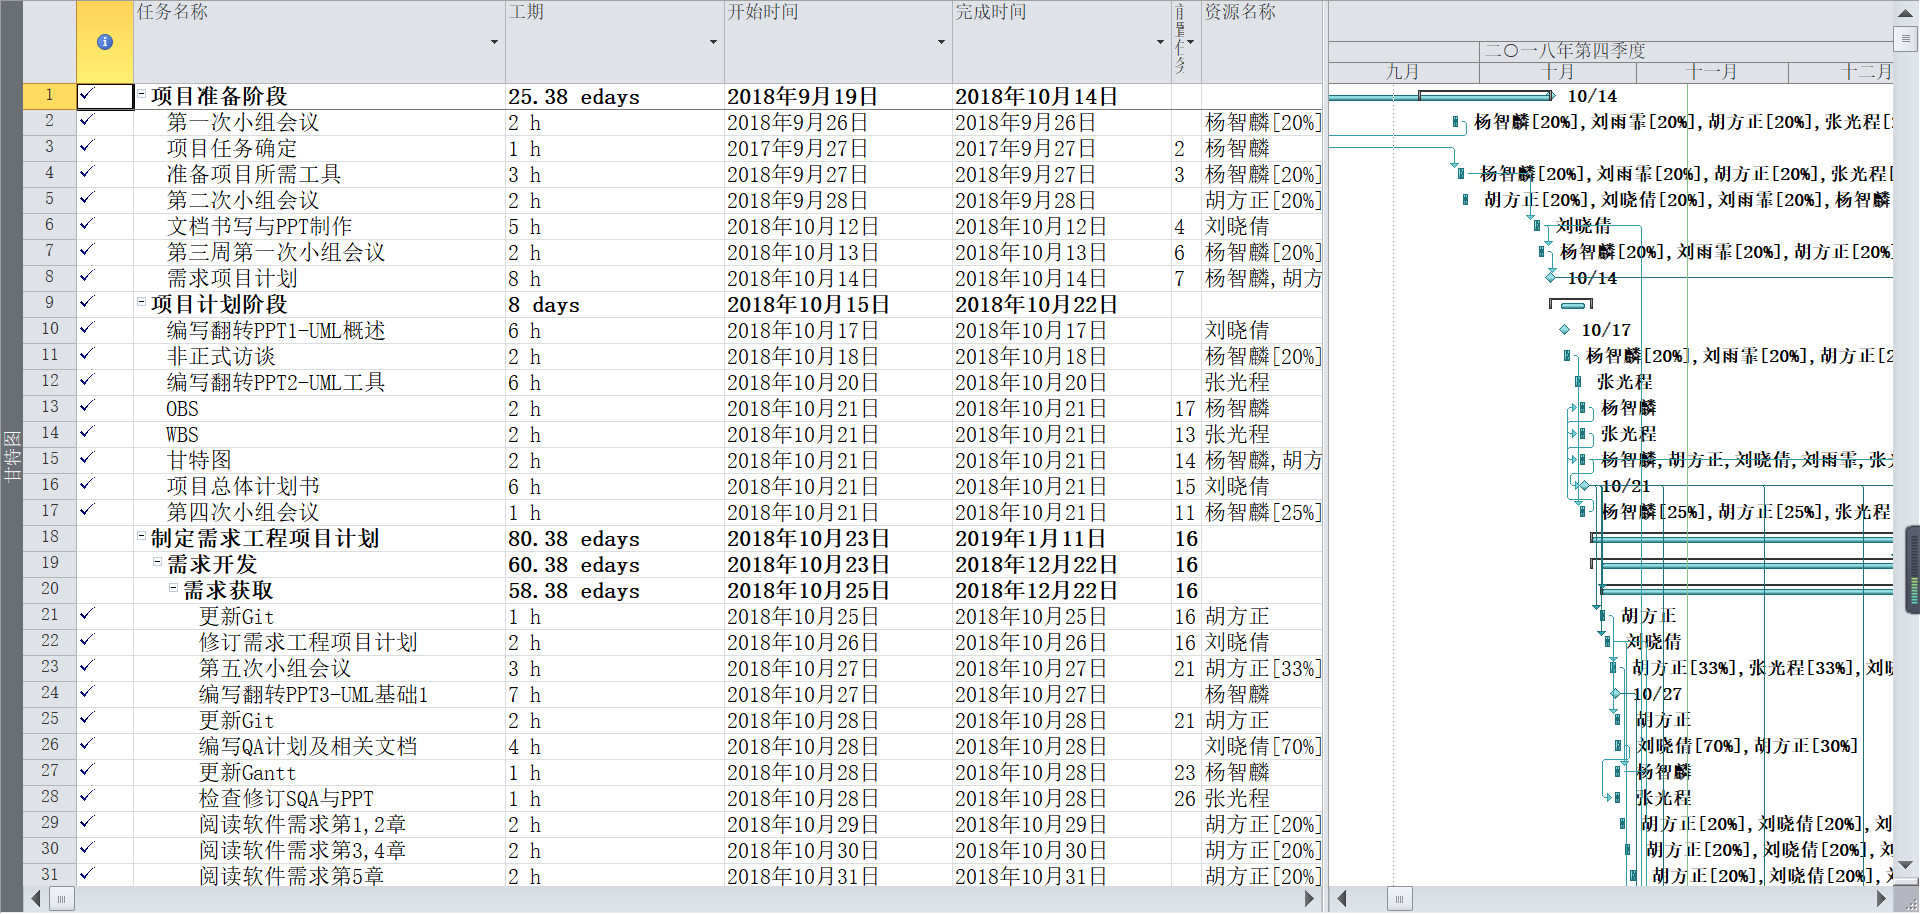 任务名称 工期 开始时间 完成时间 前置任务 资源名称
二〇一八年第四季度
九月 十月 十一月 十二月
甘特图
1 项目准备阶段 25.38 edays 2018年9月19日 2018年10月14日 10/14
2 第一次小组会议 2 h 2018年9月26日 2018年9月26日 杨智麟[20%] 杨智麟[20%],刘雨霏[20%],胡方正[20%],张光程[2
3 项目任务确定 1 h 2017年9月27日 2017年9月27日 2 杨智麟
4 准备项目所需工具 3 h 2018年9月27日 2018年9月27日 3 杨智麟[20%] 杨智麟[20%],刘雨霏[20%],胡方正[20%],张光程[
5 第二次小组会议 2 h 2018年9月28日 2018年9月28日 胡方正[20%] 胡方正[20%],刘晓倩[20%],刘雨霏[20%],杨智麟
6 文档书写与PPT制作 5 h 2018年10月12日 2018年10月12日 4 刘晓倩 刘晓倩
7 第三周第一次小组会议 2 h 2018年10月13日 2018年10月13日 6 杨智麟[20%] 杨智麟[20%],刘雨霏[20%],胡方正[20%
8 需求项目计划 8 h 2018年10月14日 2018年10月14日 7 杨智麟,胡方 10/14
9 项目计划阶段 8 days 2018年10月15日 2018年10月22日
10 编写翻转PPT1-UML概述 6 h 2018年10月17日 2018年10月17日 刘晓倩 10/17
11 非正式访谈 2 h 2018年10月18日 2018年10月18日 杨智麟[20%] 杨智麟[20%],刘雨霏[20%],胡方正[2
12 编写翻转PPT2-UML工具 6 h 2018年10月20日 2018年10月20日 张光程 张光程
13 OBS 2 h 2018年10月21日 2018年10月21日 17 杨智麟 杨智麟
14 WBS 2 h 2018年10月21日 2018年10月21日 13 张光程 张光程
15 甘特图 2 h 2018年10月21日 2018年10月21日 14 杨智麟,胡方 杨智麟,胡方正,刘晓倩,刘雨霏,张
16 项目总体计划书 6 h 2018年10月21日 2018年10月21日 15 刘晓倩 10/21
17 第四次小组会议 1 h 2018年10月21日 2018年10月21日 11 杨智麟[25%] 杨智麟[25%],胡方正[25%],张光程
18 制定需求工程项目计划 80.38 edays 2018年10月23日 2019年1月11日 16
19 需求开发 60.38 edays 2018年10月23日 2018年12月22日 16
20 需求获取 58.38 edays 2018年10月25日 2018年12月22日 16
21 更新Git 1 h 2018年10月25日 2018年10月25日 16 胡方正 胡方正
22 修订需求工程项目计划 2 h 2018年10月26日 2018年10月26日 16 刘晓倩 刘晓倩
23 第五次小组会议 3 h 2018年10月27日 2018年10月27日 21 胡方正[33%] 胡方正[33%],张光程[33%],刘晓
24 编写翻转PPT3-UML基础1 7 h 2018年10月27日 2018年10月27日 杨智麟 10/27
25 更新Git 2 h 2018年10月28日 2018年10月28日 21 胡方正 胡方正
26 编写QA计划及相关文档 4 h 2018年10月28日 2018年10月28日 刘晓倩[70%] 刘晓倩[70%],胡方正[30%]
27 更新Gantt 1 h 2018年10月28日 2018年10月28日 23 杨智麟 杨智麟
28 检查修订SQA与PPT 1 h 2018年10月28日 2018年10月28日 26 张光程 张光程
29 阅读软件需求第1,2章 2 h 2018年10月29日 2018年10月29日 胡方正[20%] 胡方正[20%],刘晓倩[20%],刘
30 阅读软件需求第3,4章 2 h 2018年10月30日 2018年10月30日 胡方正[20%] 胡方正[20%],刘晓倩[20%],刘
31 阅读软件需求第5章 2 h 2018年10月31日 2018年10月31日 胡方正[20%] 胡方正[20%],刘晓倩[20%],刘